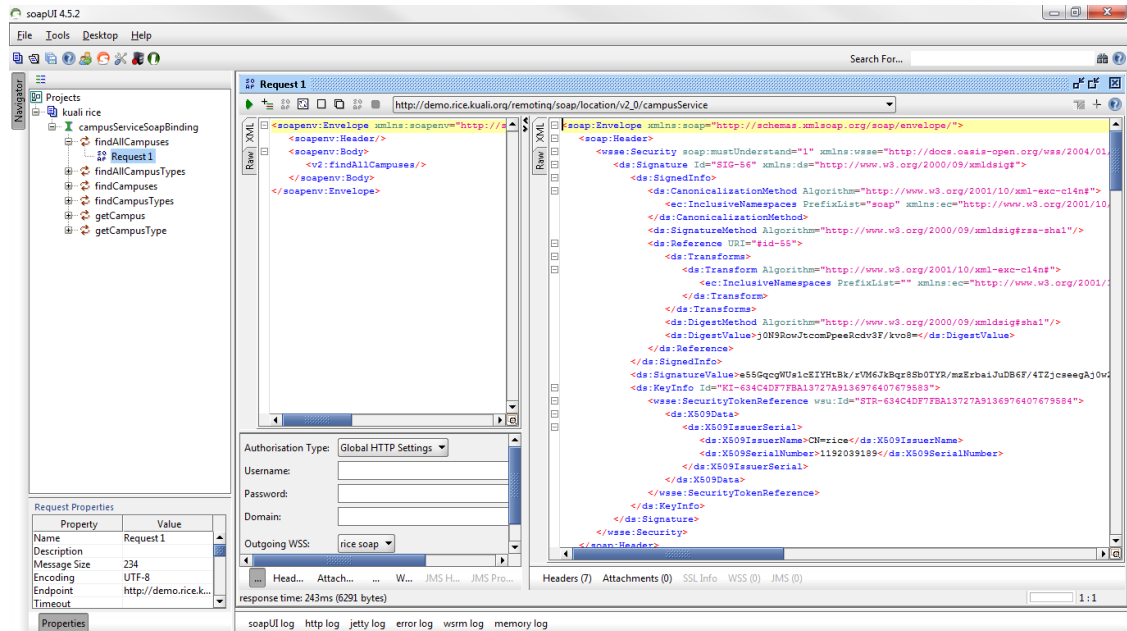 soapUI 4.5.2
File Tools Desktop Help
Search For...
Navigator
Projects
kuali rice
campusServiceSoapBinding
findAllCampuses
Request 1
findAllCampusTypes
findCampuses
findCampusTypes
getCampus
getCampusType
Request Properties
Property Value
Name Request 1
Description
Message Size 234
Encoding UTF-8
Endpoint http://demo.rice.k...
Timeout
Properties
Request 1
http://demo.rice.kuali.org/remoting/soap/location/v2_0/campusService
XML
Raw
<soapenv:Envelope xmlns:soapenv="http://s
<soapenv:Header/>
<soapenv:Body>
<v2:findAllCampuses/>
</soapenv:Body>
</soapenv:Envelope>
Authorisation Type: Global HTTP Settings
Username:
Password:
Domain:
Outgoing WSS: rice soap
... Head... Attach... ... W... JMS H... JMS Pro...
XML
Raw
<soap:Envelope xmlns:soap="http://schemas.xmlsoap.org/soap/envelope/">
<soap:Header>
<wsse:Security soap:mustUnderstand="1" xmlns:wsse="http://docs.oasis-open.org/wss/2004/01/
<ds:Signature Id="SIG-56" xmlns:ds="http://www.w3.org/2000/09/xmldsig#">
<ds:SignedInfo>
<ds:CanonicalizationMethod Algorithm="http://www.w3.org/2001/10/xml-exc-c14n#">
<ec:InclusiveNamespaces PrefixList="soap" xmlns:ec="http://www.w3.org/2001/10/
</ds:CanonicalizationMethod>
<ds:SignatureMethod Algorithm="http://www.w3.org/2000/09/xmldsig#rsa-sha1"/>
<ds:Reference URI="#id-55">
<ds:Transforms>
<ds:Transform Algorithm="http://www.w3.org/2001/10/xml-exc-c14n#">
<ec:InclusiveNamespaces PrefixList="" xmlns:ec="http://www.w3.org/2001/1
</ds:Transform>
</ds:Transforms>
<ds:DigestMethod Algorithm="http://www.w3.org/2000/09/xmldsig#sha1"/>
<ds:DigestValue>j0N9RowJtcomPpeeRcdv3F/kvo8=</ds:DigestValue>
</ds:Reference>
</ds:SignedInfo>
<ds:SignatureValue>e55GqcgWUs1cEIYHtBk/rVM6JkBqr8Sb0TYR/mzErbaiJuDB6F/4TZjcseegAj0w2
<ds:KeyInfo Id="KI-634C4DF7FBA13727A9136976407679583">
<wsse:SecurityTokenReference wsu:Id="STR-634C4DF7FBA13727A9136976407679584">
<ds:X509Data>
<ds:X509IssuerSerial>
<ds:X509IssuerName>CN=rice</ds:X509IssuerName>
<ds:X509SerialNumber>1192039189</ds:X509SerialNumber>
</ds:X509IssuerSerial>
</ds:X509Data>
</wsse:SecurityTokenReference>
</ds:KeyInfo>
</ds:Signature>
</wsse:Security>
</soap:Header>
Headers (7) Attachments (0) SSL Info WSS (0) JMS (0)
response time: 243ms (6291 bytes)
1 : 1
soapUI log http log jetty log error log wsrm log memory log